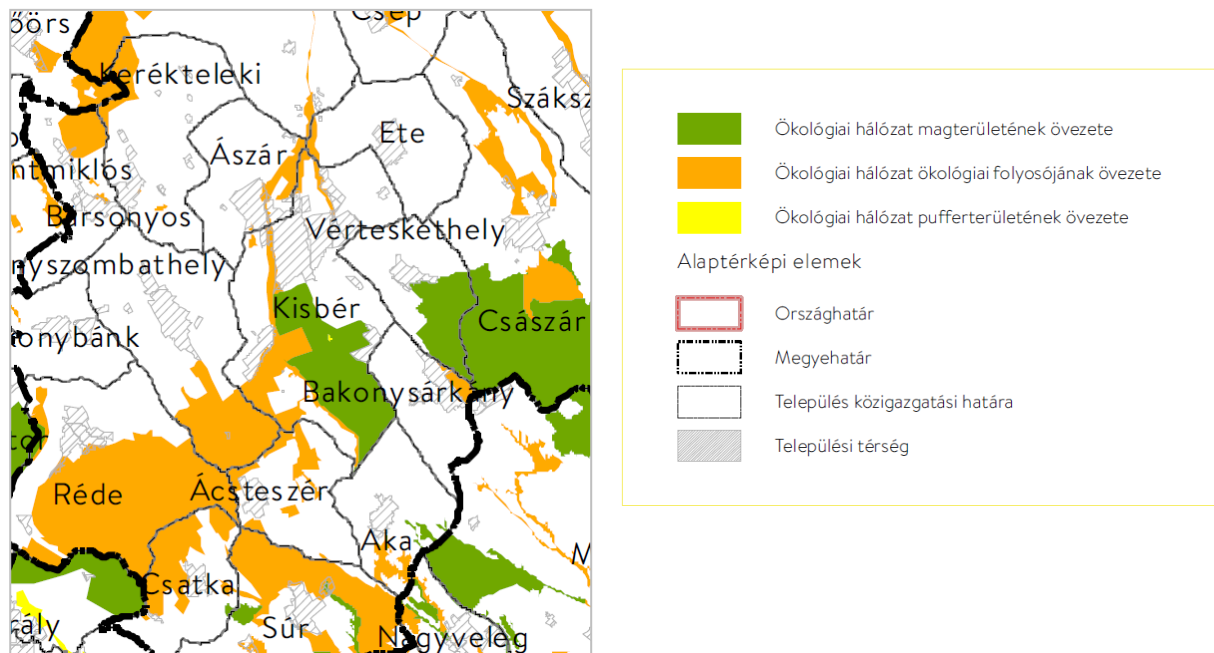 Csép
Kerékteleki
Ászár
Ete
ntmiklós
Bársonyos
Vérteskéthely
nyszombathely
Kisbér
Császár
onybánk
Bakonysárkány
Réde
Ácsteszér
Aka
Csatka
Súr
Nagyveleg
Ökológiai hálózat magterületének övezete
Ökológiai hálózat ökológiai folyosójának övezete
Ökológiai hálózat pufferterületének övezete
Alaptérképi elemek
Országhatár
Megyehatár
Település közigazgatási határa
Települési térség